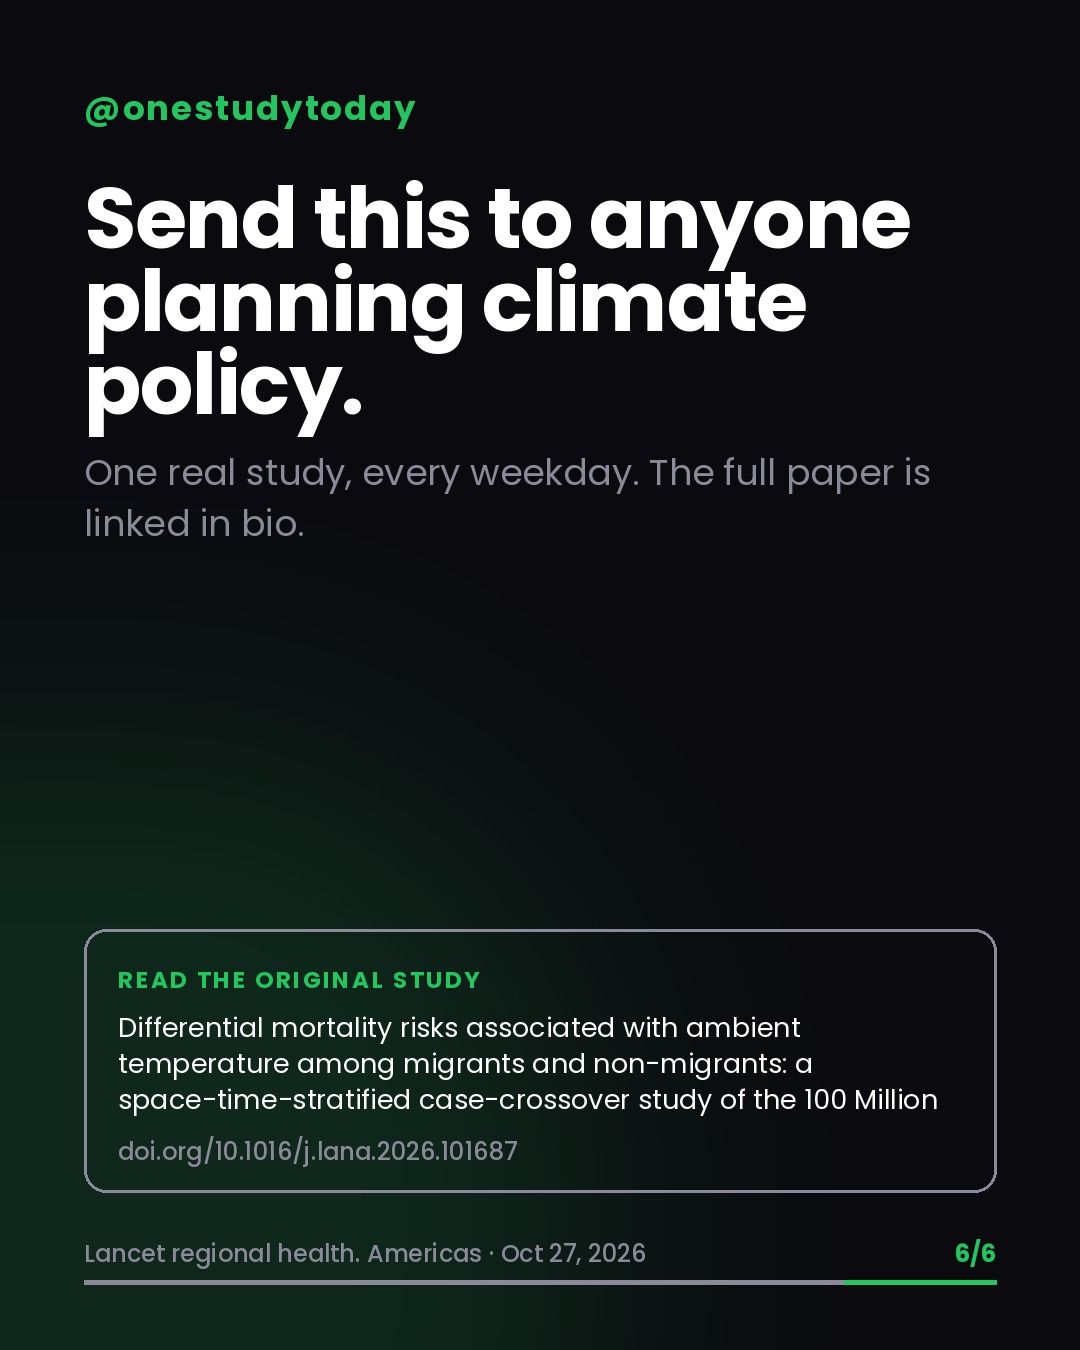 @onestudytoday
Send this to anyone
planning climate
policy.
One real study, every weekday. The full paper is
linked in bio.
READ THE ORIGINAL STUDY
Differential mortality risks associated with ambient
temperature among migrants and non-migrants: a
space-time-stratified case-crossover study of the 100 Million
doi.org/10.1016/j.lana.2026.101687
Lancet regional health. Americas · Oct 27, 2026
6/6